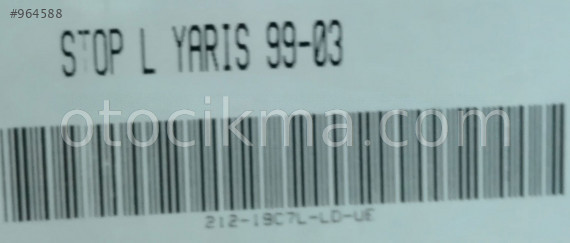 #964588
STOP L YARIS 99-03
otocikma.com
212-19C7L-LD-UE